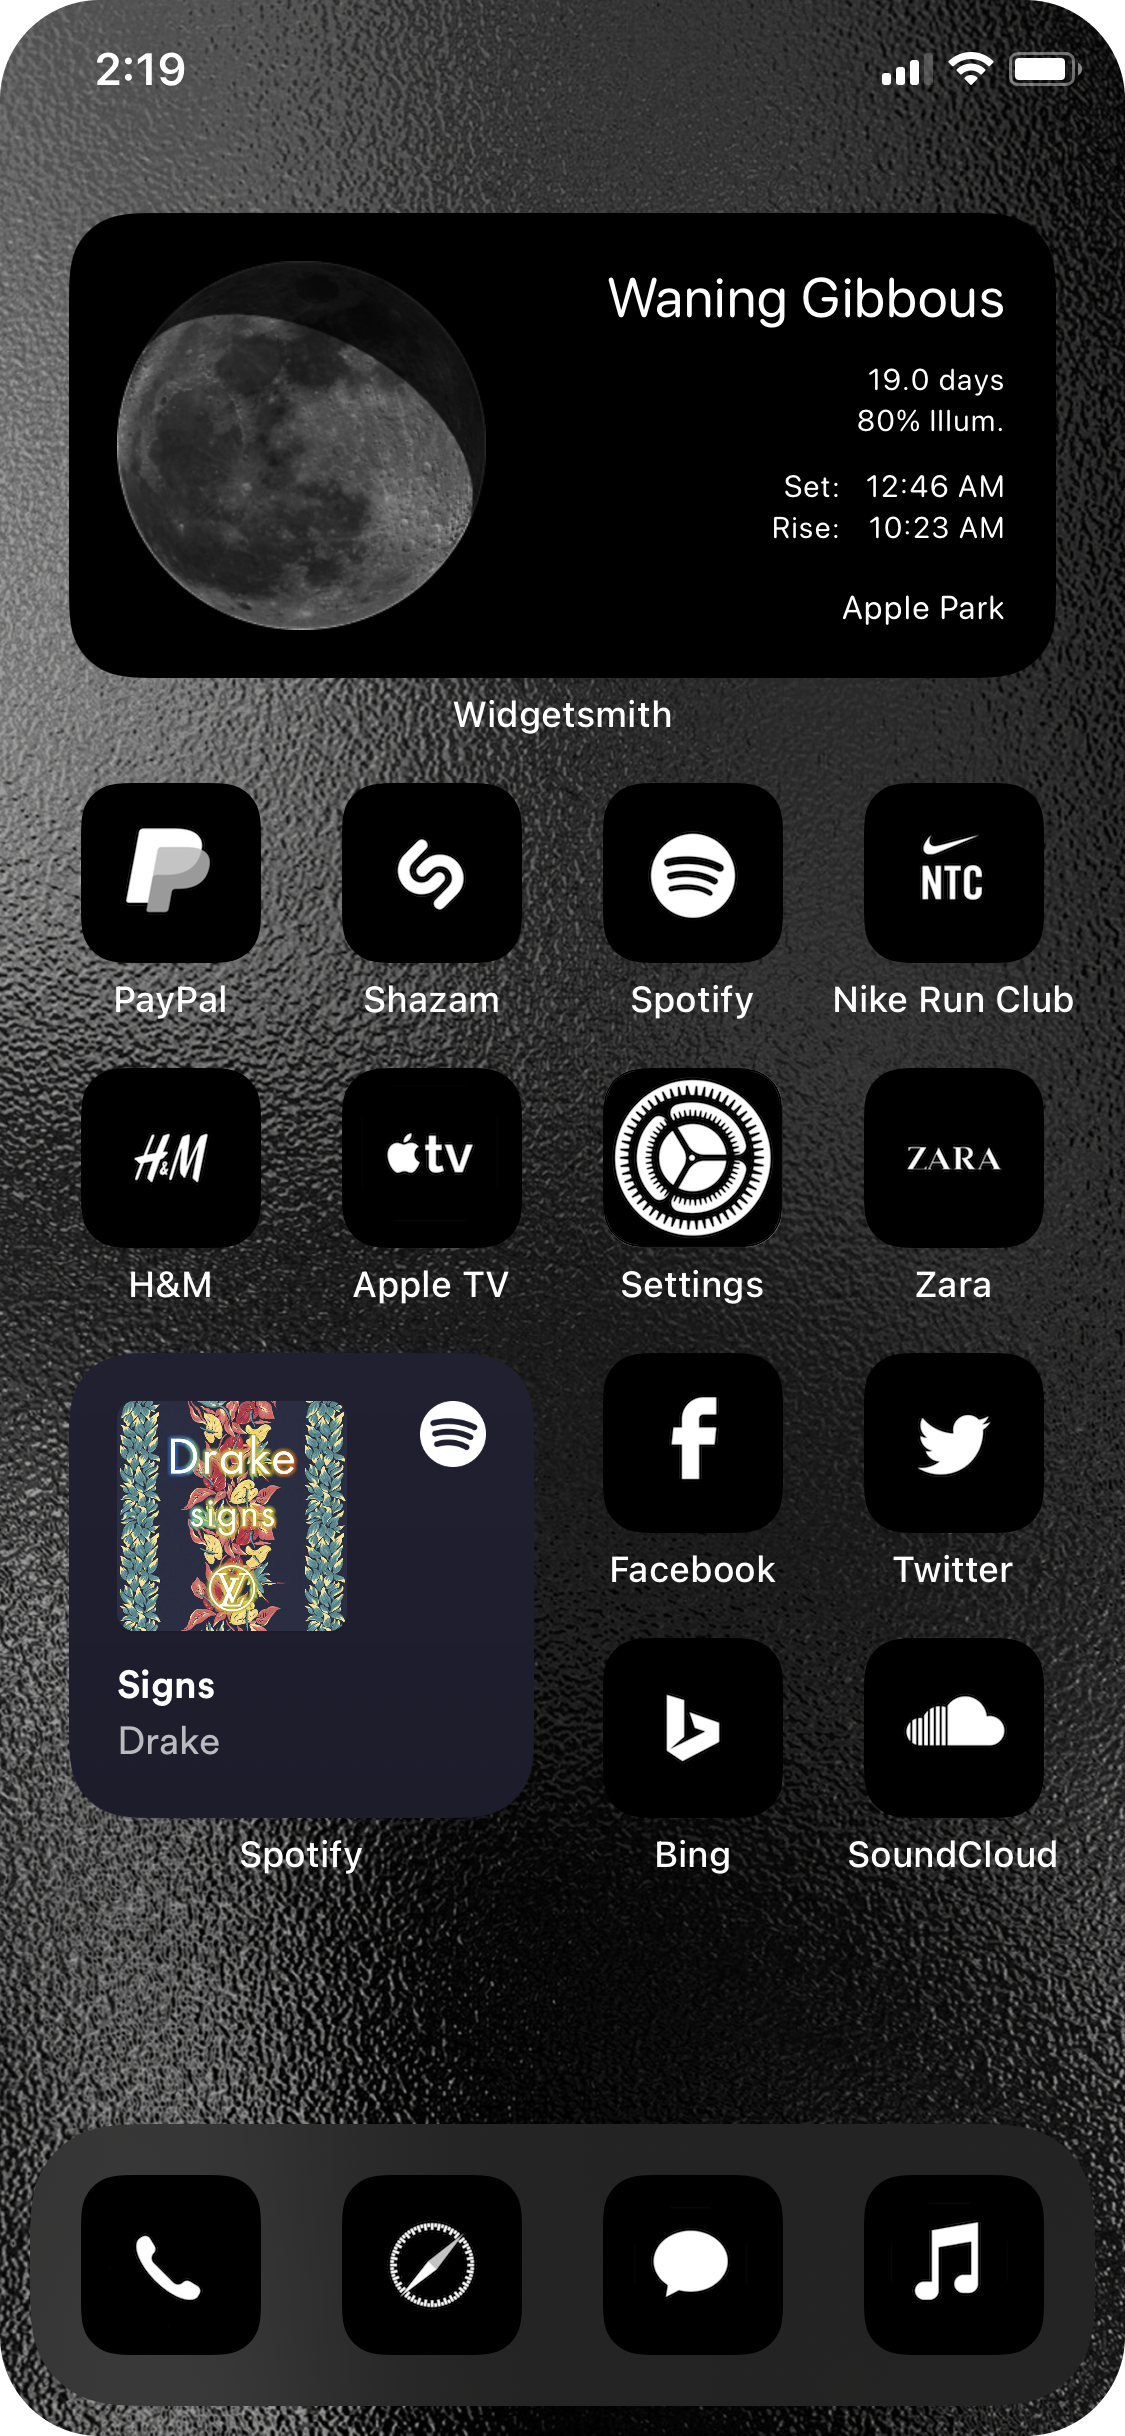 2:19
Waning Gibbous
19.0 days
80% Illum.
Set: 12:46 AM
Rise: 10:23 AM
Apple Park
Widgetsmith
NTC
PayPal
Shazam
Spotify
Nike Run Club
H&M
tv
ZARA
H&M
Apple TV
Settings
Zara
Drake
signs
LV
Signs
Drake
Facebook
Twitter
Spotify
Bing
SoundCloud